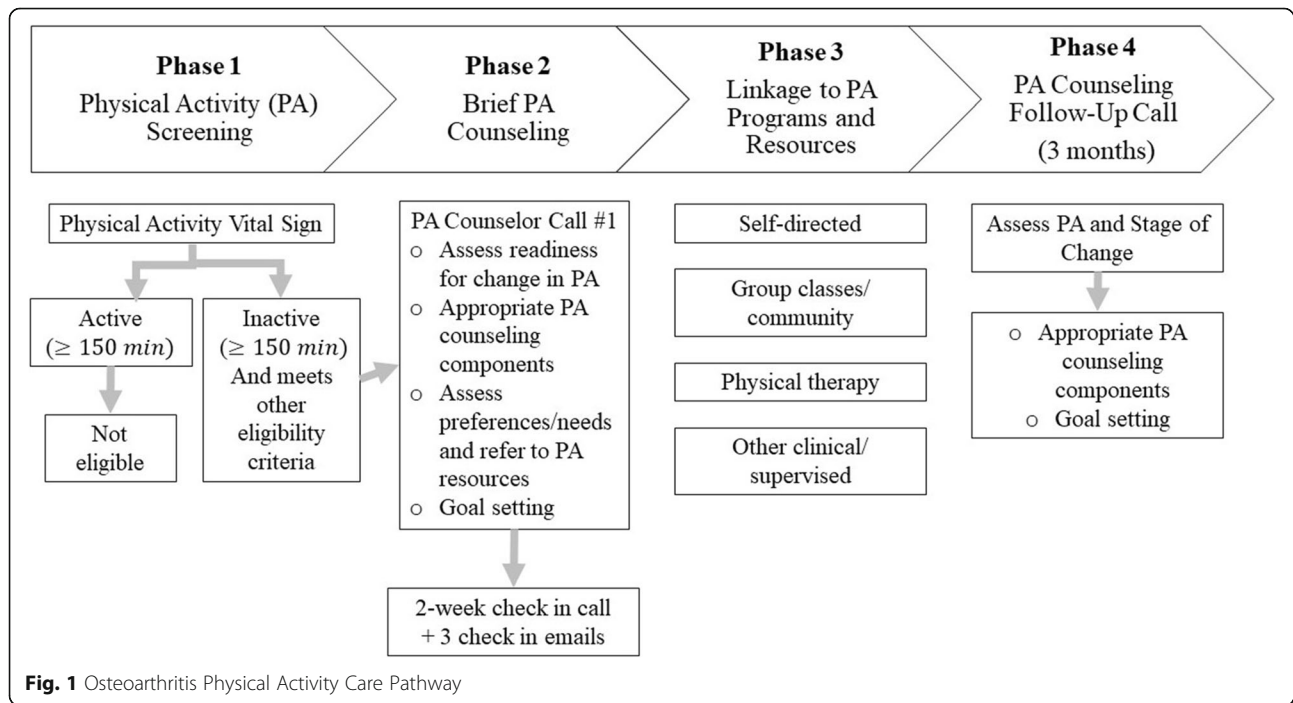 Phase 1
Physical Activity (PA)
Screening
Phase 2
Brief PA
Counseling
Phase 3
Linkage to PA
Programs and
Resources
Phase 4
PA Counseling
Follow-Up Call
(3 months)
Physical Activity Vital Sign
Active
(≥ 150 min)
Not
eligible
Inactive
(≥ 150 min)
And meets
other
eligibility
criteria
PA Counselor Call #1
o Assess readiness
for change in PA
o Appropriate PA
counseling
components
o Assess
preferences/needs
and refer to PA
resources
o Goal setting
2-week check in call
+ 3 check in emails
Self-directed
Group classes/
community
Physical therapy
Other clinical/
supervised
Assess PA and Stage of
Change
o Appropriate PA
counseling
components
o Goal setting
Fig. 1 Osteoarthritis Physical Activity Care Pathway